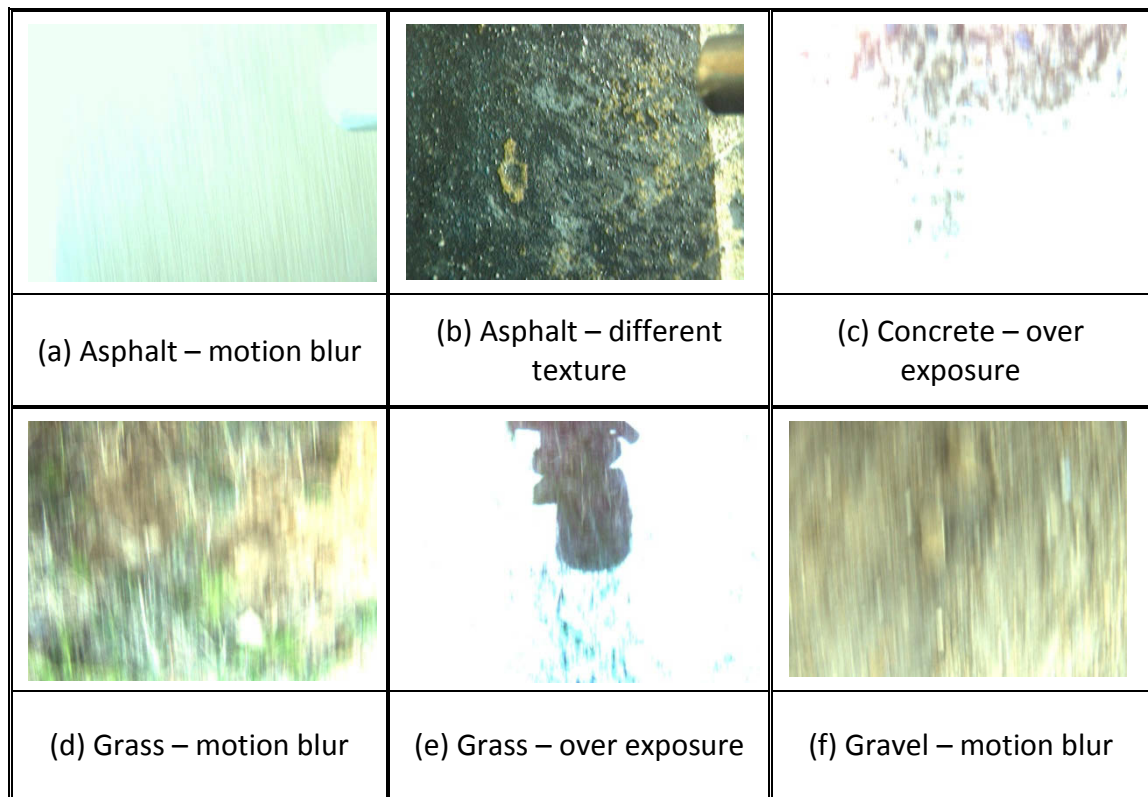 (a) Asphalt – motion blur
(b) Asphalt – different
texture
(c) Concrete – over
exposure
(d) Grass – motion blur
(e) Grass – over exposure
(f) Gravel – motion blur